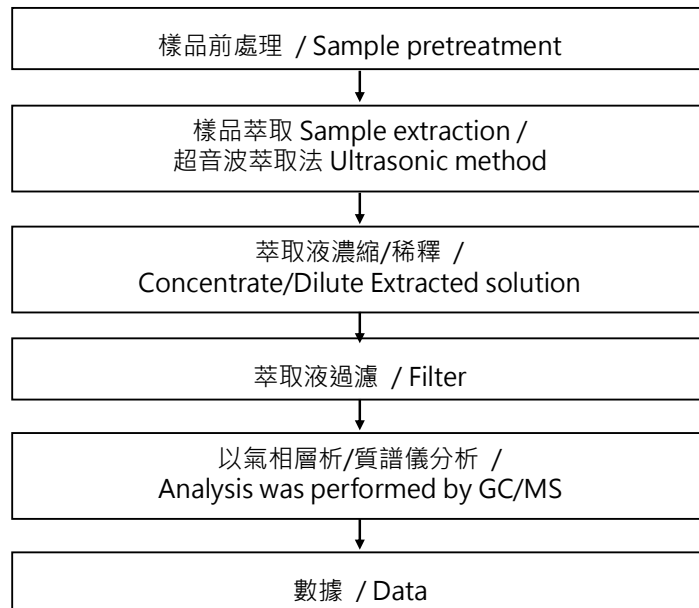 樣品前處理 / Sample pretreatment
樣品萃取 Sample extraction /
超音波萃取法 Ultrasonic method
萃取液濃縮/稀釋 /
Concentrate/Dilute Extracted solution
萃取液過濾 / Filter
以氣相層析/質譜儀分析 /
Analysis was performed by GC/MS
數據 / Data